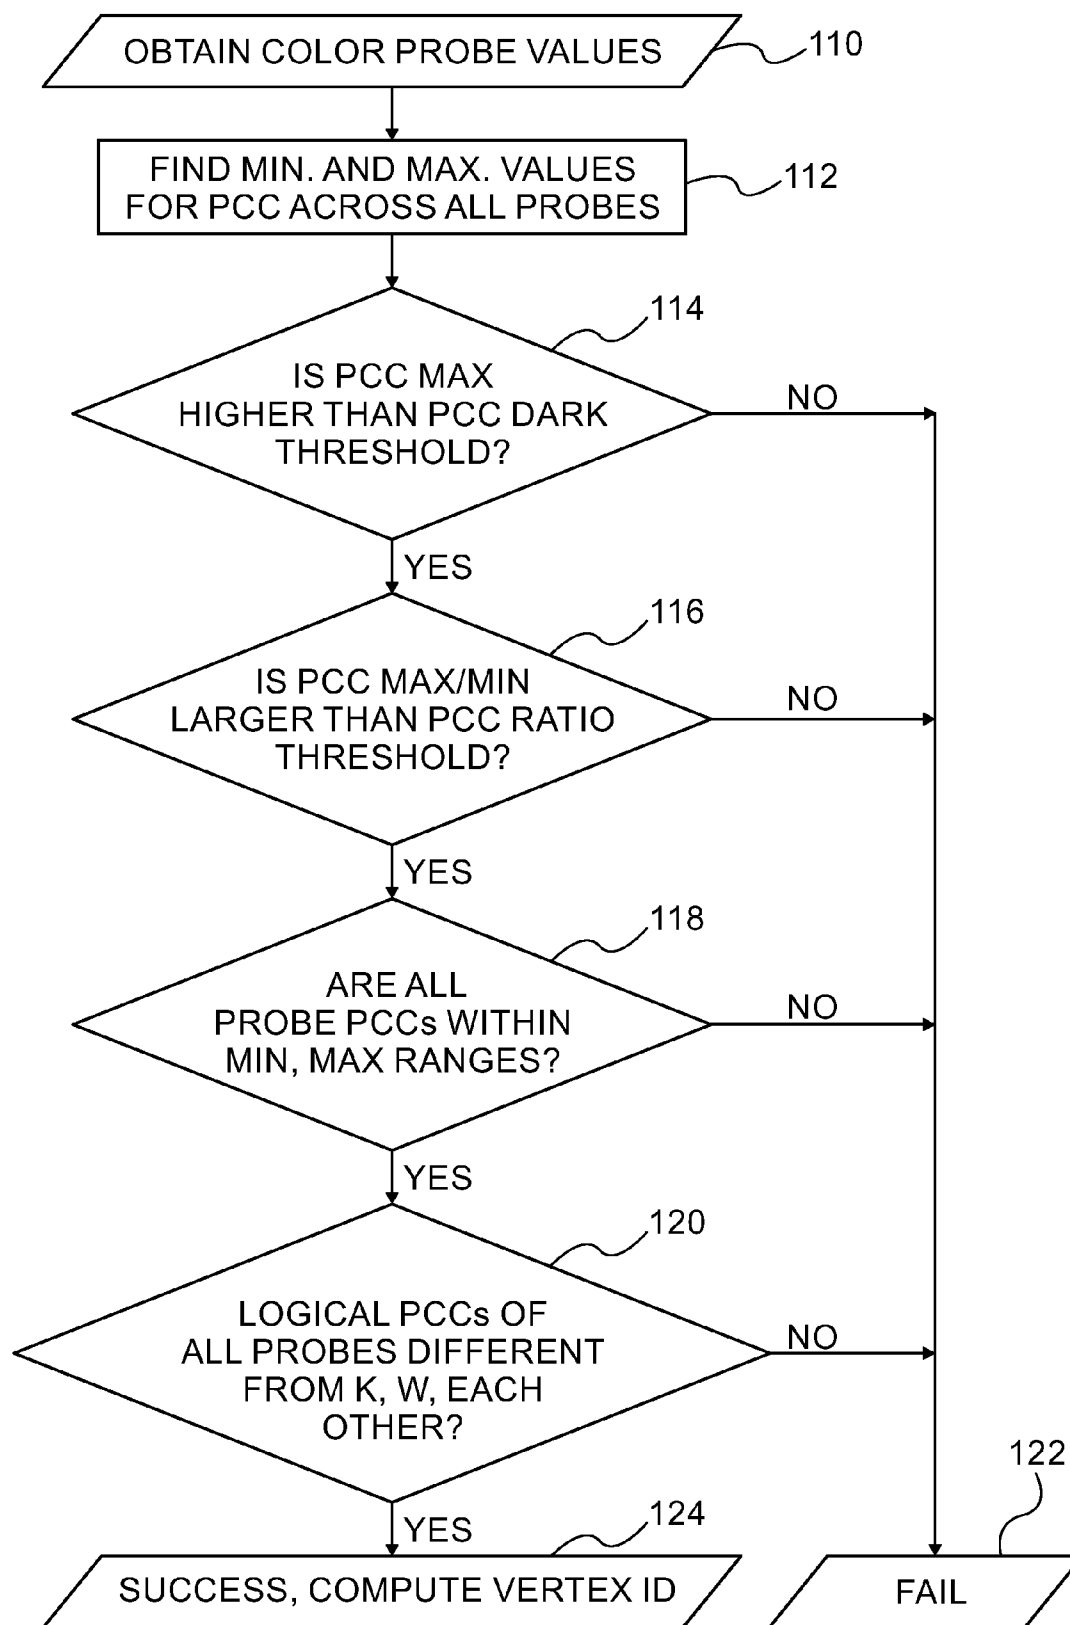 OBTAIN COLOR PROBE VALUES
110
FIND MIN. AND MAX. VALUES
FOR PCC ACROSS ALL PROBES
112
114
IS PCC MAX
HIGHER THAN PCC DARK
THRESHOLD?
NO
YES
116
IS PCC MAX/MIN
LARGER THAN PCC RATIO
THRESHOLD?
NO
YES
118
ARE ALL
PROBE PCCs WITHIN
MIN, MAX RANGES?
NO
YES
120
LOGICAL PCCs OF
ALL PROBES DIFFERENT
FROM K, W, EACH
OTHER?
NO
YES
124
122
SUCCESS, COMPUTE VERTEX ID
FAIL